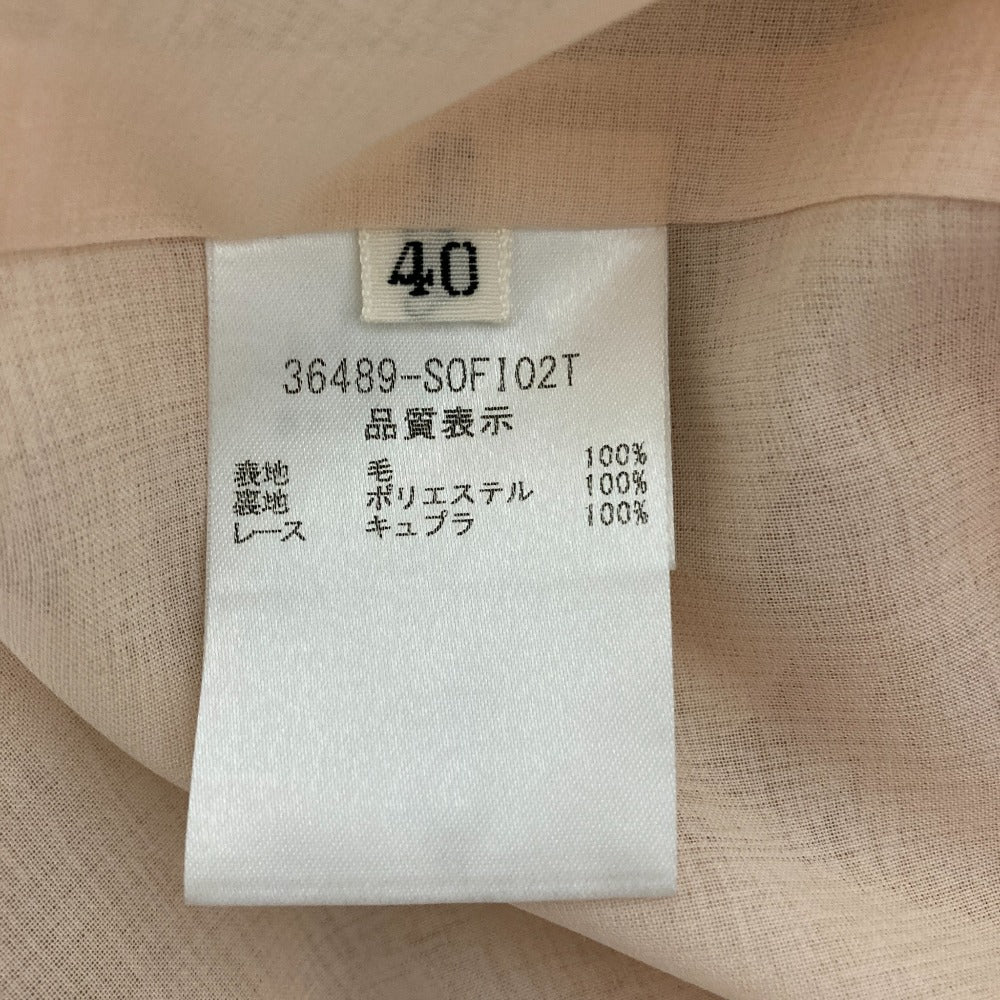 40
36489-SOFI02T
品質表示
表地 毛 100%
裏地 ポリエステル 100%
レース キュプラ 100%